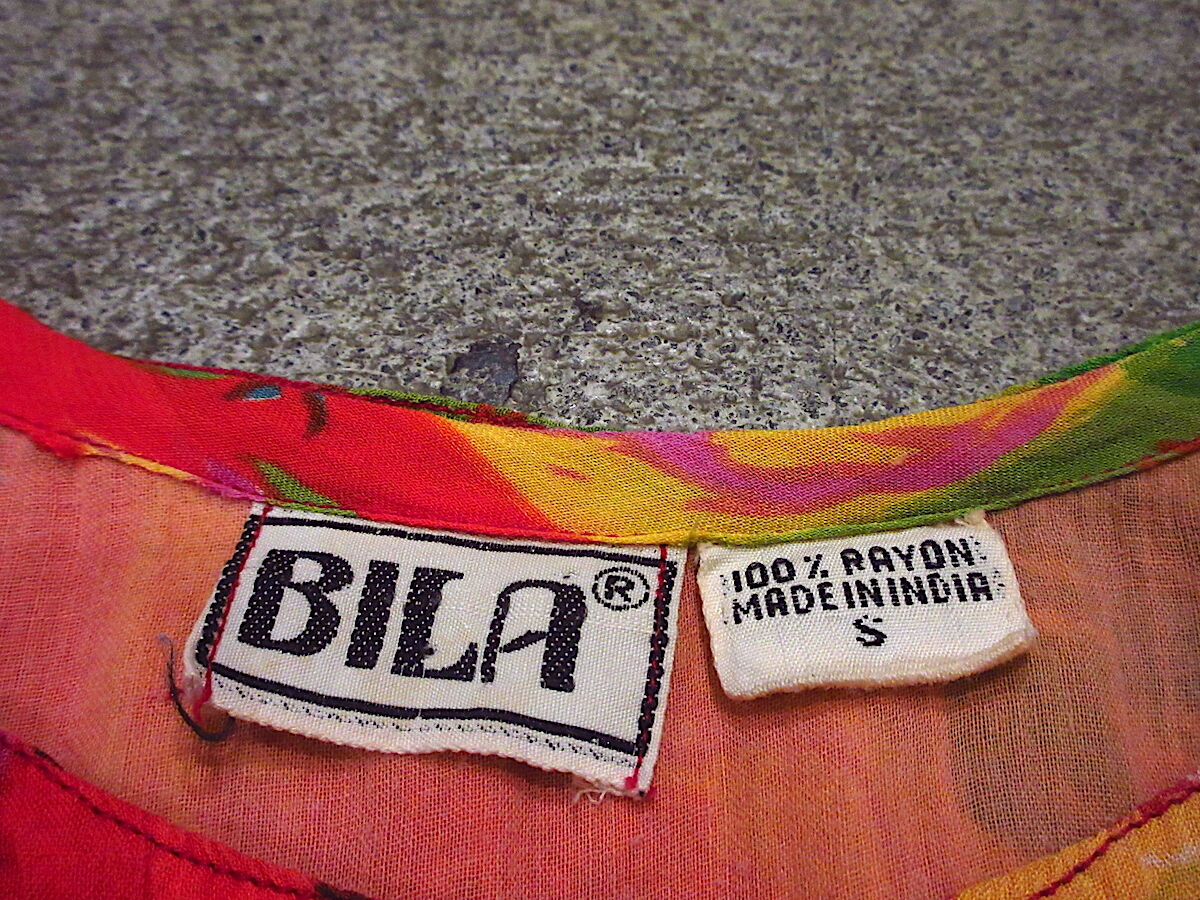 BILA®
100% RAYON
MADE IN INDIA
S